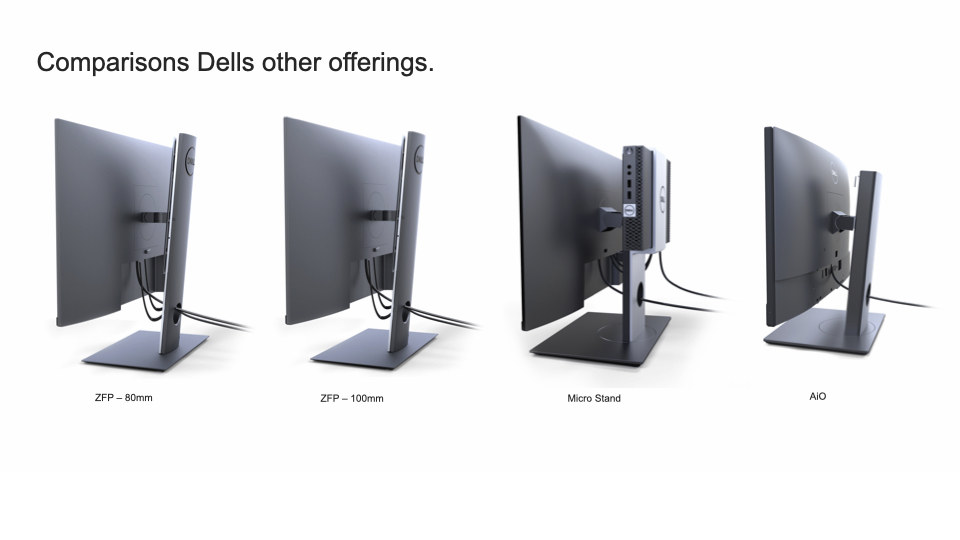 Comparisons Dells other offerings.
ZFP – 80mm
ZFP – 100mm
Micro Stand
AiO